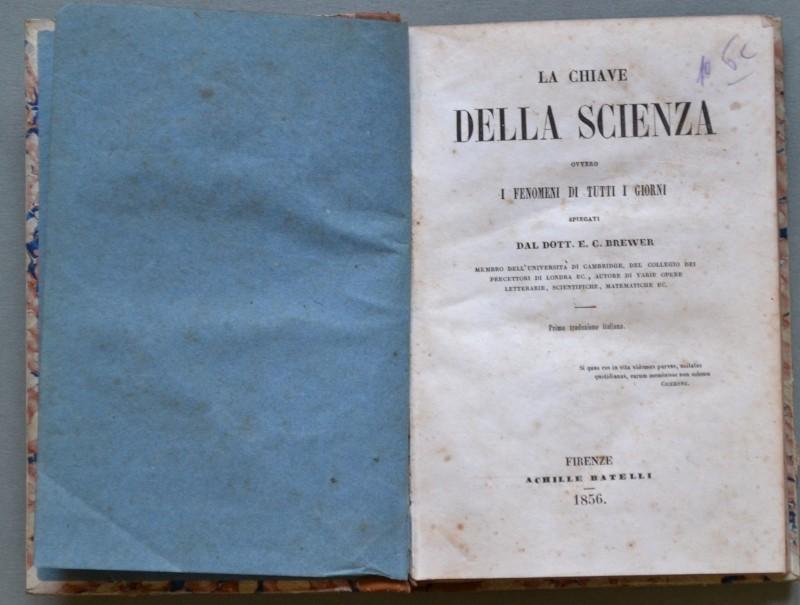 LA CHIAVE
DELLA SCIENZA
OVVERO
I FENOMENI DI TUTTI I GIORNI
SPIEGATI
DAL DOTT. E. C. BREWER
MEMBRO DELL'UNIVERSITÀ DI CAMBRIDGE, DEL COLLEGIO DEI
PRECETTORI DI LONDRA EC., AUTORE DI VARIE OPERE
LETTERARIE, SCIENTIFICHE, MATEMATICHE EC.
Prima traduzione italiana.
Si quas res in vita videmus parvas, usitatas
quotidianas, earum meminisse non solemus
CICERONE.
FIRENZE
ACHILLE BATELLI
1856.